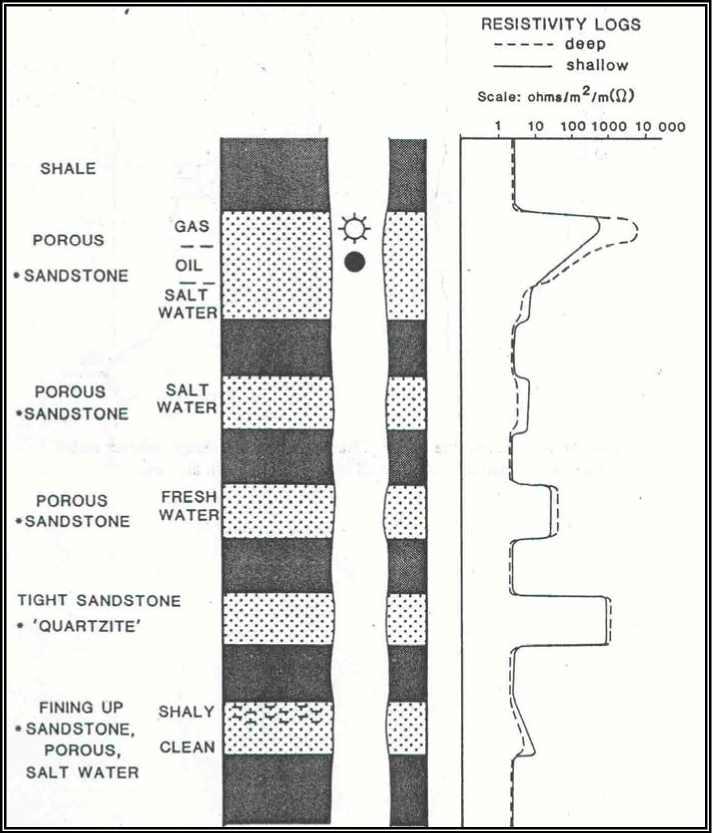 RESISTIVITY LOGS
deep
shallow
Scale: ohms/m²/m(Ω)
1 10 100 1000 10 000
SHALE
GAS
POROUS
*SANDSTONE
OIL
SALT
WATER
POROUS
*SANDSTONE
SALT
WATER
POROUS
*SANDSTONE
FRESH
WATER
TIGHT SANDSTONE
* 'QUARTZITE'
FINING UP
*SANDSTONE,
POROUS,
SALT WATER
SHALY
CLEAN